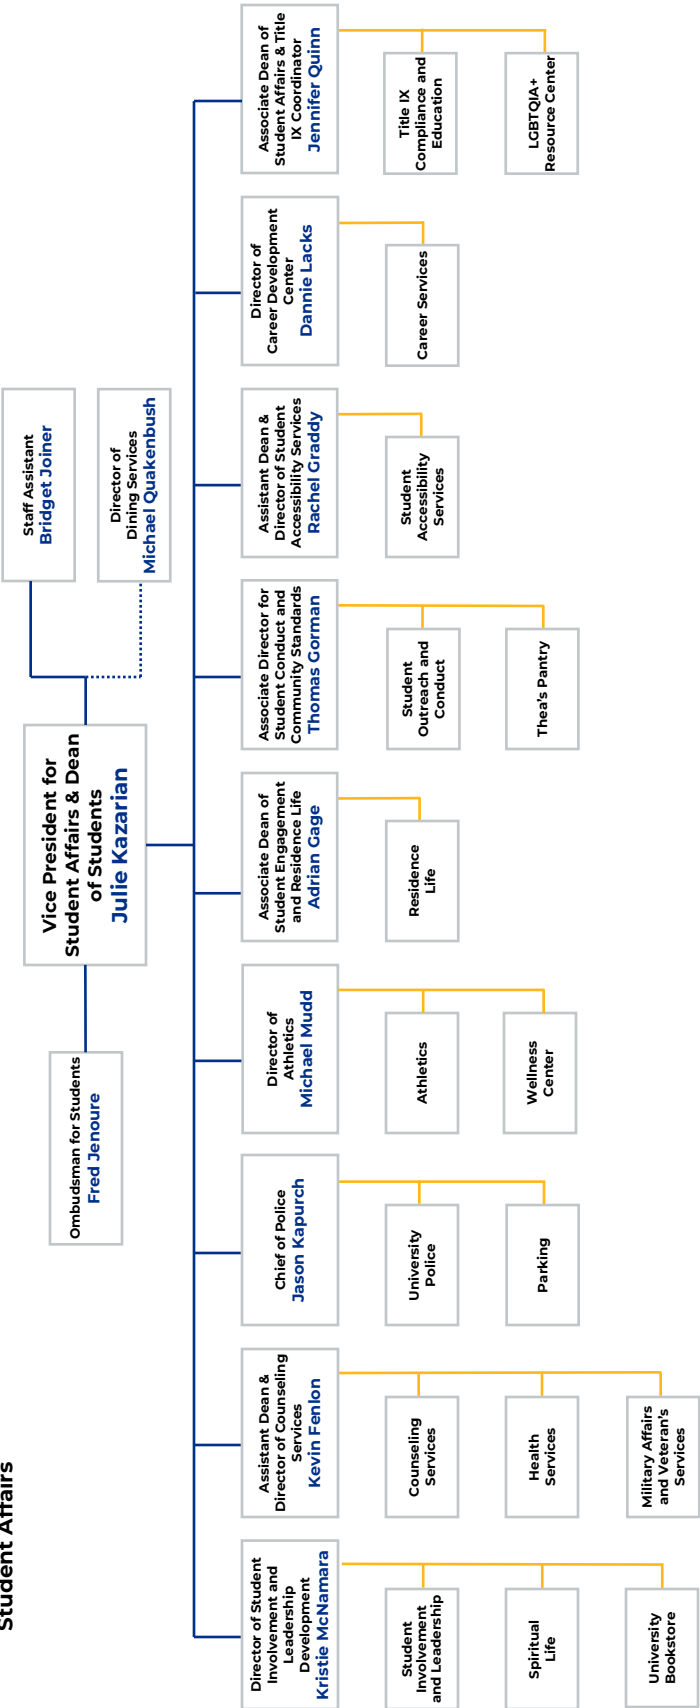 Student Affairs
Vice President for
Student Affairs & Dean
of Students
Julie Kazarian
Ombudsman for Students
Fred Jenoure
Staff Assistant
Bridget Joiner
Director of
Dining Services
Michael Quakenbush
Director of Student
Involvement and
Leadership
Development
Kristie McNamara
Student
Involvement
and Leadership
Spiritual
Life
University
Bookstore
Assistant Dean &
Director of Counseling
Services
Kevin Fenlon
Counseling
Services
Health
Services
Military Affairs
and Veteran's
Services
Chief of Police
Jason Kapurch
University
Police
Parking
Director of
Athletics
Michael Mudd
Athletics
Wellness
Center
Associate Dean of
Student Engagement
and Residence Life
Adrian Gage
Residence
Life
Associate Director for
Student Conduct and
Community Standards
Thomas Gorman
Student
Outreach and
Conduct
Thea's Pantry
Assistant Dean &
Director of Student
Accessibility Services
Rachel Graddy
Student
Accessibility
Services
Director of
Career Development
Center
Dannie Lacks
Career Services
Associate Dean of
Student Affairs & Title
IX Coordinator
Jennifer Quinn
Title IX
Compliance and
Education
LGBTQIA+
Resource Center